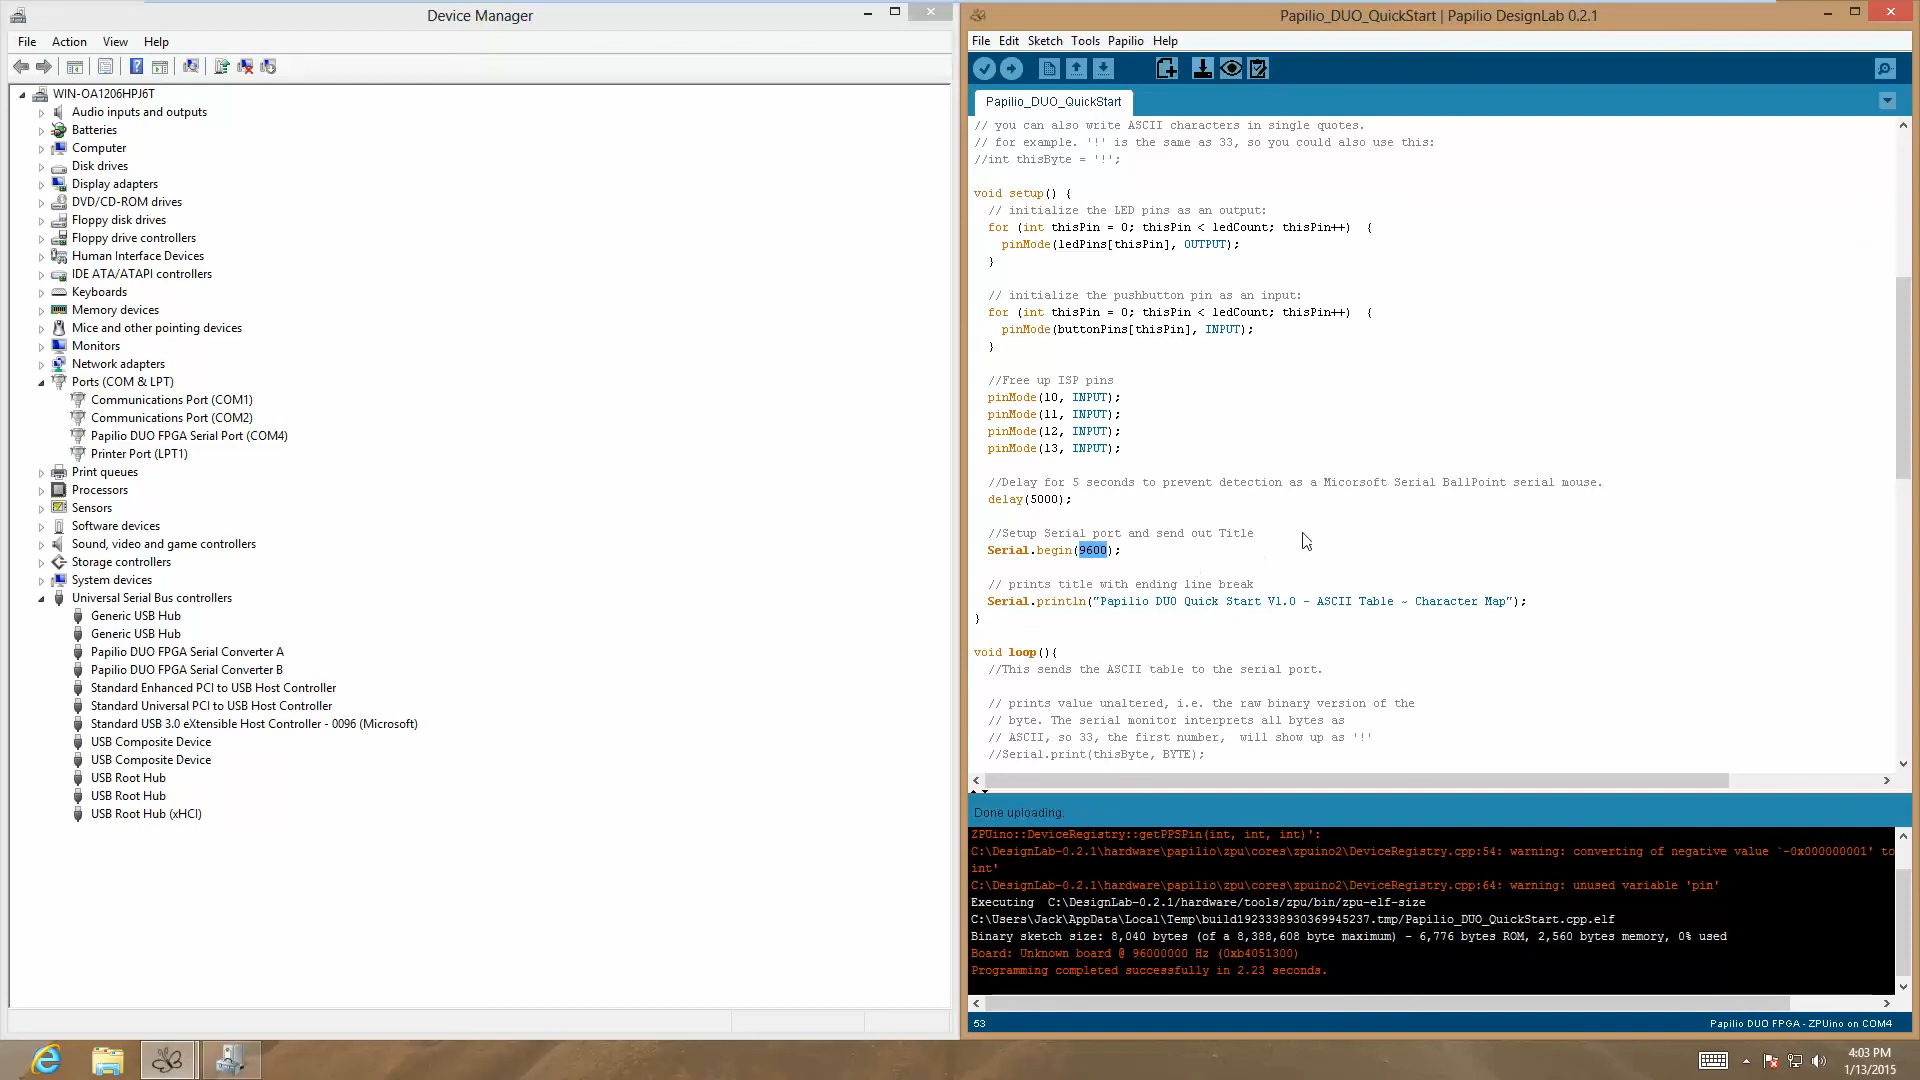 Device Manager
File Action View Help
WIN-OA1206HPJ6T
Audio inputs and outputs
Batteries
Computer
Disk drives
Display adapters
DVD/CD-ROM drives
Floppy disk drives
Floppy drive controllers
Human Interface Devices
IDE ATA/ATAPI controllers
Keyboards
Memory devices
Mice and other pointing devices
Monitors
Network adapters
Ports (COM & LPT)
Communications Port (COM1)
Communications Port (COM2)
Papilio DUO FPGA Serial Port (COM4)
Printer Port (LPT1)
Print queues
Processors
Sensors
Software devices
Sound, video and game controllers
Storage controllers
System devices
Universal Serial Bus controllers
Generic USB Hub
Generic USB Hub
Papilio DUO FPGA Serial Converter A
Papilio DUO FPGA Serial Converter B
Standard Enhanced PCI to USB Host Controller
Standard Universal PCI to USB Host Controller
Standard USB 3.0 eXtensible Host Controller - 0096 (Microsoft)
USB Composite Device
USB Composite Device
USB Root Hub
USB Root Hub
USB Root Hub (xHCI)
Papilio_DUO_QuickStart | Papilio DesignLab 0.2.1
File Edit Sketch Tools Papilio Help
Papilio_DUO_QuickStart
// you can also write ASCII characters in single quotes.
// for example. '!' is the same as 33, so you could also use this:
//int thisByte = '!';
void setup() {
// initialize the LED pins as an output:
for (int thisPin = 0; thisPin < ledCount; thisPin++) {
pinMode(ledPins[thisPin], OUTPUT);
}
// initialize the pushbutton pin as an input:
for (int thisPin = 0; thisPin < ledCount; thisPin++) {
pinMode(buttonPins[thisPin], INPUT);
}
//Free up ISP pins
pinMode(10, INPUT);
pinMode(11, INPUT);
pinMode(12, INPUT);
pinMode(13, INPUT);
//Delay for 5 seconds to prevent detection as a Micorsoft Serial BallPoint serial mouse.
delay(5000);
//Setup Serial port and send out Title
Serial.begin(9600);
// prints title with ending line break
Serial.println("Papilio DUO Quick Start V1.0 - ASCII Table ~ Character Map");
}
void loop(){
//This sends the ASCII table to the serial port.
// prints value unaltered, i.e. the raw binary version of the
// byte. The serial monitor interprets all bytes as
// ASCII, so 33, the first number,  will show up as '!'
//Serial.print(thisByte, BYTE);
Done uploading.
ZPUino::DeviceRegistry::getPPSPin(int, int, int)':
C:\DesignLab-0.2.1\hardware\papilio\zpu\cores\zpuino2\DeviceRegistry.cpp:54: warning: converting of negative value `-0x000000001' to
int'
C:\DesignLab-0.2.1\hardware\papilio\zpu\cores\zpuino2\DeviceRegistry.cpp:64: warning: unused variable 'pin'
Executing  C:\DesignLab-0.2.1/hardware/tools/zpu/bin/zpu-elf-size
C:\Users\Jack\AppData\Local\Temp\build1923338930369945237.tmp/Papilio_DUO_QuickStart.cpp.elf
Binary sketch size: 8,040 bytes (of a 8,388,608 byte maximum) - 6,776 bytes ROM, 2,560 bytes memory, 0% used
Board: Unknown board @ 96000000 Hz (0xb4051300)
Programming completed successfully in 2.23 seconds.
53
Papilio DUO FPGA - ZPUino on COM4
4:03 PM
1/13/2015